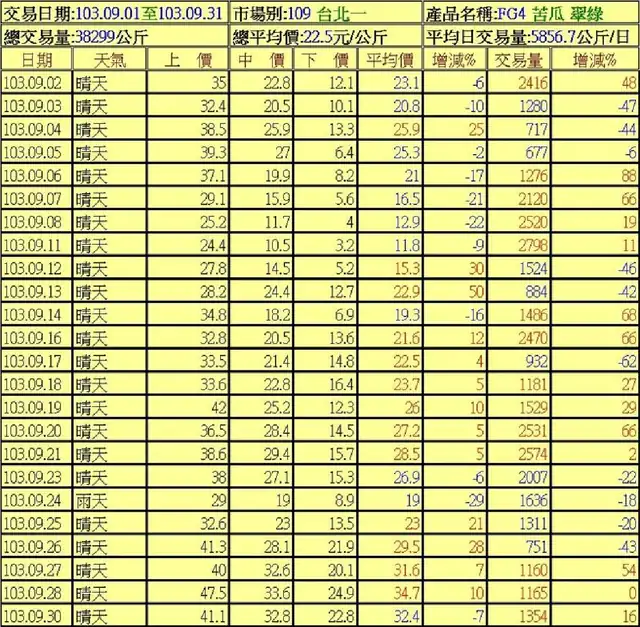 交易日期:103.09.01至103.09.31 市場別:109 台北一 產品名稱:FG4 苦瓜 翠綠
總交易量:38299公斤 總平均價:22.5元/公斤 平均日交易量:5856.7公斤/日
日期 天氣 上 價 中 價 下 價 平均價 增減% 交易量 增減%
103.09.02 晴天 35 22.8 12.1 23.1 -6 2416 48
103.09.03 晴天 32.4 20.5 10.1 20.8 -10 1280 -47
103.09.04 晴天 38.5 25.9 13.3 25.9 25 717 -44
103.09.05 晴天 39.3 27 6.4 25.3 -2 677 -6
103.09.06 晴天 37.1 19.9 8.2 21 -17 1276 88
103.09.07 晴天 29.1 15.9 5.6 16.5 -21 2120 66
103.09.08 晴天 25.2 11.7 4 12.9 -22 2520 19
103.09.11 晴天 24.4 10.5 3.2 11.8 -9 2798 11
103.09.12 晴天 27.8 14.5 5.2 15.3 30 1524 -46
103.09.13 晴天 28.2 24.4 12.7 22.9 50 884 -42
103.09.14 晴天 34.8 18.2 6.9 19.3 -16 1486 68
103.09.16 晴天 32.8 20.5 13.6 21.6 12 2470 66
103.09.17 晴天 33.5 21.4 14.8 22.5 4 932 -62
103.09.18 晴天 33.6 22.8 16.4 23.7 5 1181 27
103.09.19 晴天 42 25.2 12.3 26 10 1529 29
103.09.20 晴天 36.5 28.4 14.5 27.2 5 2531 66
103.09.21 晴天 38.6 29.4 15.7 28.5 5 2574 2
103.09.23 晴天 38 27.1 15.3 26.9 -6 2007 -22
103.09.24 雨天 29 19 8.9 19 -29 1636 -18
103.09.25 晴天 32.6 23 13.5 23 21 1311 -20
103.09.26 晴天 41.3 28.1 21.9 29.5 28 751 -43
103.09.27 晴天 40 32.6 20.1 31.6 7 1160 54
103.09.28 晴天 47.5 33.6 24.9 34.7 10 1165 0
103.09.30 晴天 41.1 32.8 22.8 32.4 -7 1354 16